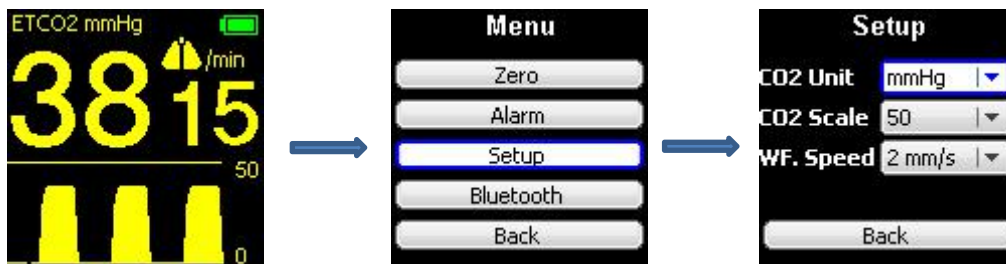 ETCO2 mmHg
38
/min
15
50
0
Menu
Zero
Alarm
Setup
Bluetooth
Back
Setup
CO2 Unit mmHg
CO2 Scale 50
WF. Speed 2 mm/s
Back